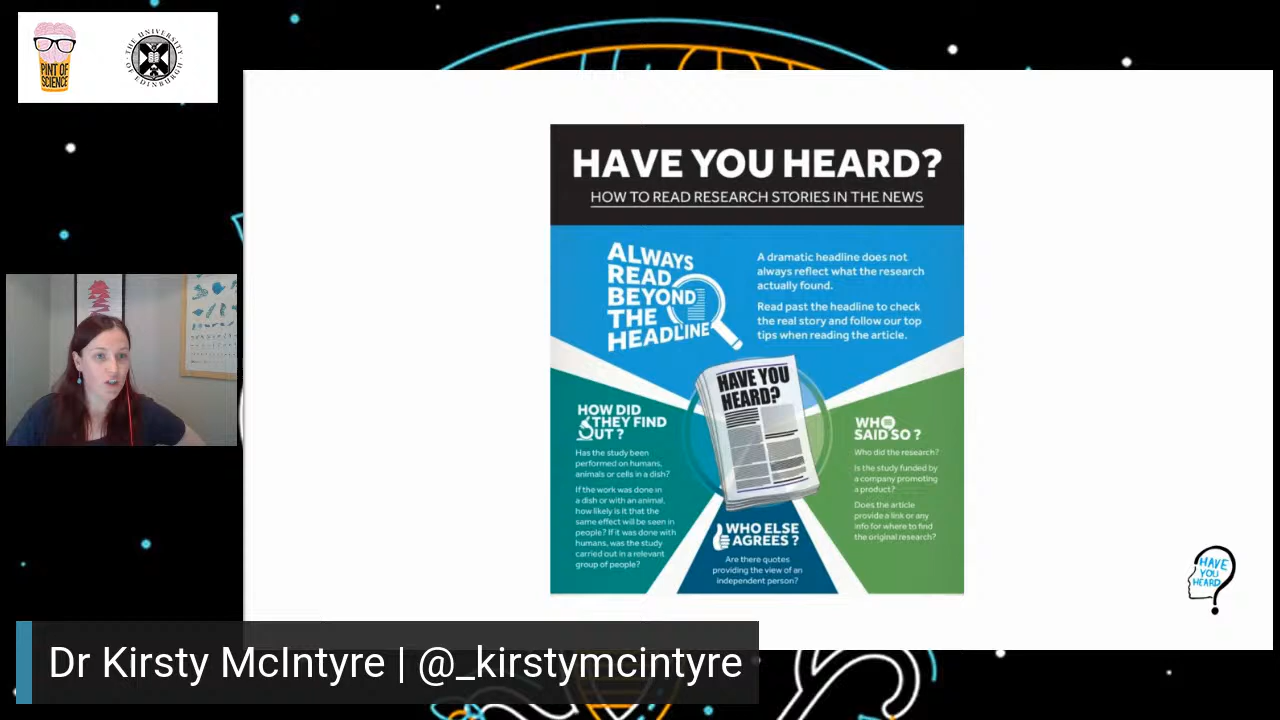 PINT OF
SCIENCE
THE UNIVERSITY
OF EDINBURGH
HAVE YOU HEARD?
HOW TO READ RESEARCH STORIES IN THE NEWS
ALWAYS
READ
BEYOND
THE
HEADLINE
A dramatic headline does not
always reflect what the research
actually found.
Read past the headline to check
the real story and follow our top
tips when reading the article.
HAVE YOU
HEARD?
HOW DID
THEY FIND
OUT?
Has the study been
performed on humans,
animals or cells in a dish?
If the work was done in
a dish or with an animal,
how likely is it that the
same effect will be seen in
people? If it was done with
humans, was the study
carried out in a relevant
group of people?
WHO ELSE
AGREES?
Are there quotes
providing the view of an
independent person?
WHO
SAID SO?
Who did the research?
Is the study funded by
a company promoting
a product?
Does the article
provide a link or any
info for where to find
the original research?
HAVE
YOU
HEARD
Dr Kirsty McIntyre | @_kirstymcintyre